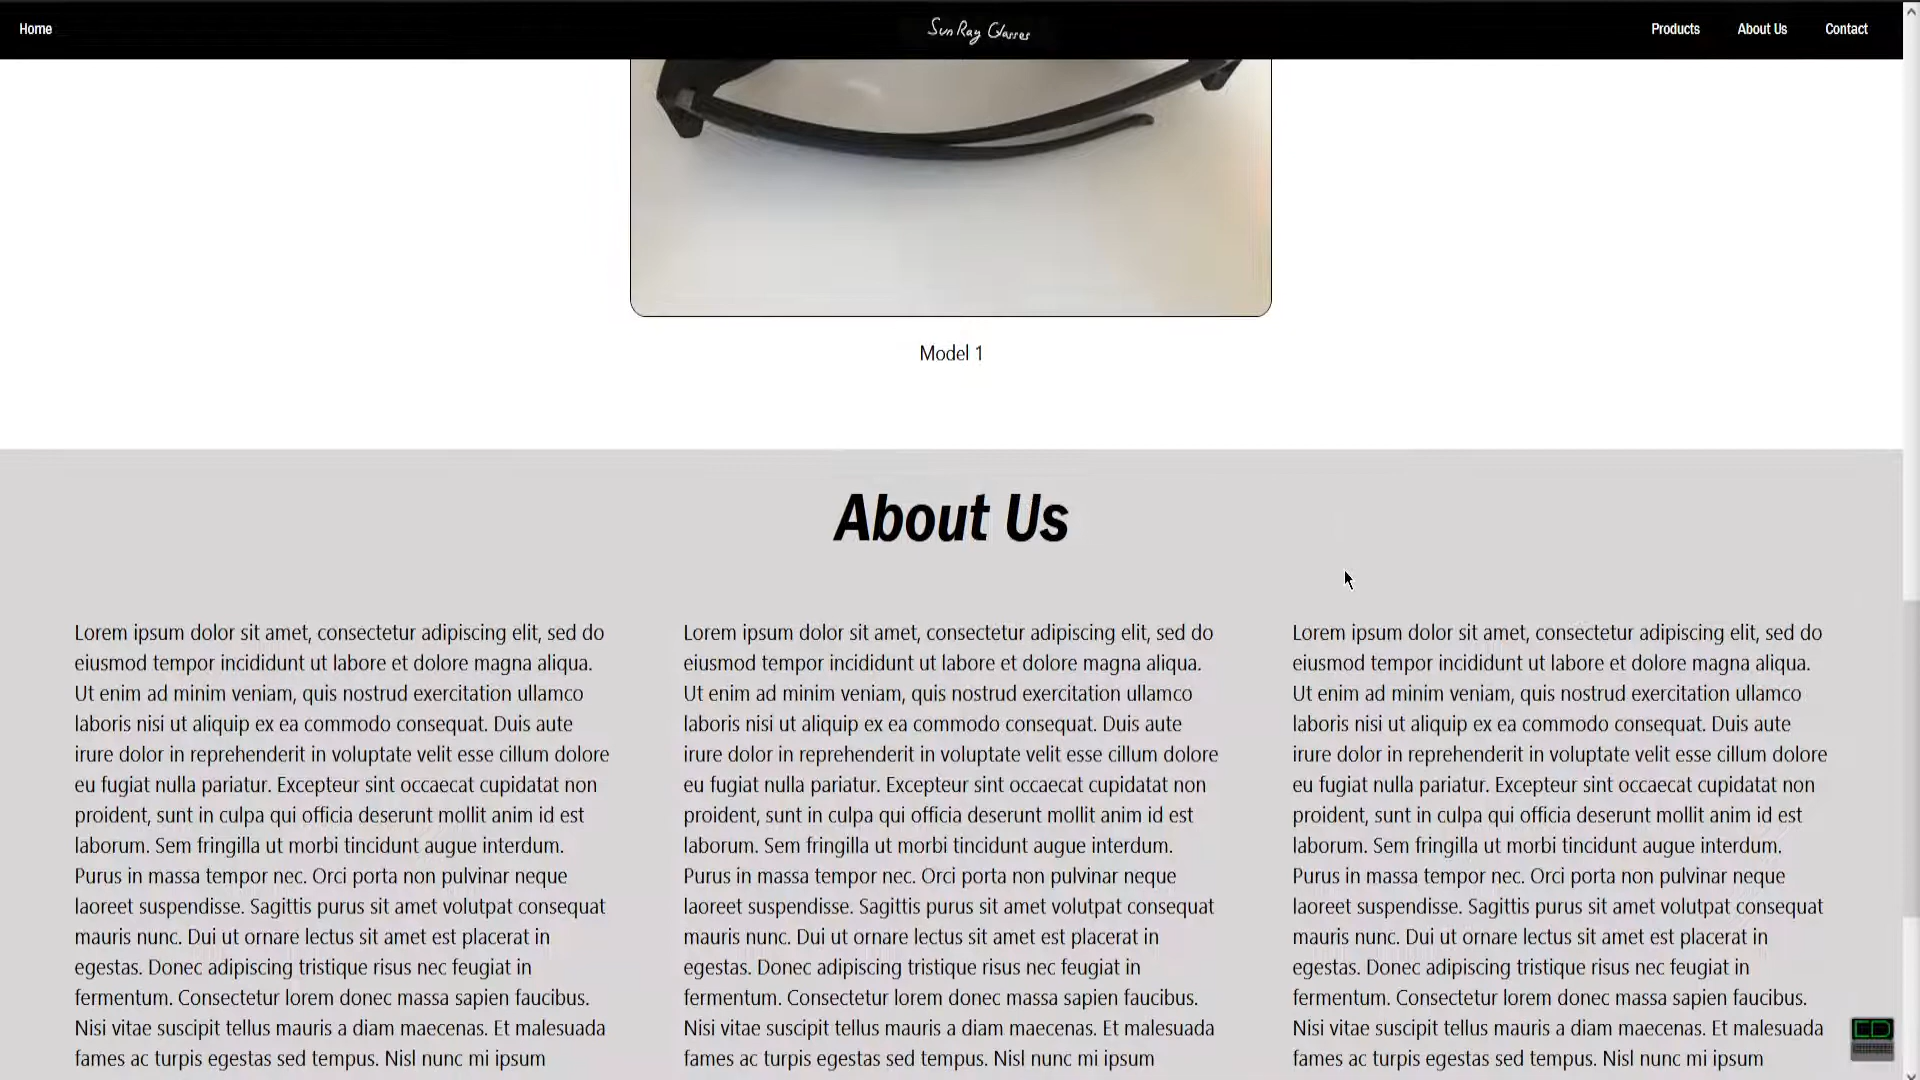 Home
Sun Ray Glasses
Products
About Us
Contact
Model 1
About Us
Lorem ipsum dolor sit amet, consectetur adipiscing elit, sed do
eiusmod tempor incididunt ut labore et dolore magna aliqua.
Ut enim ad minim veniam, quis nostrud exercitation ullamco
laboris nisi ut aliquip ex ea commodo consequat. Duis aute
irure dolor in reprehenderit in voluptate velit esse cillum dolore
eu fugiat nulla pariatur. Excepteur sint occaecat cupidatat non
proident, sunt in culpa qui officia deserunt mollit anim id est
laborum. Sem fringilla ut morbi tincidunt augue interdum.
Purus in massa tempor nec. Orci porta non pulvinar neque
laoreet suspendisse. Sagittis purus sit amet volutpat consequat
mauris nunc. Dui ut ornare lectus sit amet est placerat in
egestas. Donec adipiscing tristique risus nec feugiat in
fermentum. Consectetur lorem donec massa sapien faucibus.
Nisi vitae suscipit tellus mauris a diam maecenas. Et malesuada
fames ac turpis egestas sed tempus. Nisl nunc mi ipsum
Lorem ipsum dolor sit amet, consectetur adipiscing elit, sed do
eiusmod tempor incididunt ut labore et dolore magna aliqua.
Ut enim ad minim veniam, quis nostrud exercitation ullamco
laboris nisi ut aliquip ex ea commodo consequat. Duis aute
irure dolor in reprehenderit in voluptate velit esse cillum dolore
eu fugiat nulla pariatur. Excepteur sint occaecat cupidatat non
proident, sunt in culpa qui officia deserunt mollit anim id est
laborum. Sem fringilla ut morbi tincidunt augue interdum.
Purus in massa tempor nec. Orci porta non pulvinar neque
laoreet suspendisse. Sagittis purus sit amet volutpat consequat
mauris nunc. Dui ut ornare lectus sit amet est placerat in
egestas. Donec adipiscing tristique risus nec feugiat in
fermentum. Consectetur lorem donec massa sapien faucibus.
Nisi vitae suscipit tellus mauris a diam maecenas. Et malesuada
fames ac turpis egestas sed tempus. Nisl nunc mi ipsum
Lorem ipsum dolor sit amet, consectetur adipiscing elit, sed do
eiusmod tempor incididunt ut labore et dolore magna aliqua.
Ut enim ad minim veniam, quis nostrud exercitation ullamco
laboris nisi ut aliquip ex ea commodo consequat. Duis aute
irure dolor in reprehenderit in voluptate velit esse cillum dolore
eu fugiat nulla pariatur. Excepteur sint occaecat cupidatat non
proident, sunt in culpa qui officia deserunt mollit anim id est
laborum. Sem fringilla ut morbi tincidunt augue interdum.
Purus in massa tempor nec. Orci porta non pulvinar neque
laoreet suspendisse. Sagittis purus sit amet volutpat consequat
mauris nunc. Dui ut ornare lectus sit amet est placerat in
egestas. Donec adipiscing tristique risus nec feugiat in
fermentum. Consectetur lorem donec massa sapien faucibus.
Nisi vitae suscipit tellus mauris a diam maecenas. Et malesuada
fames ac turpis egestas sed tempus. Nisl nunc mi ipsum
CD